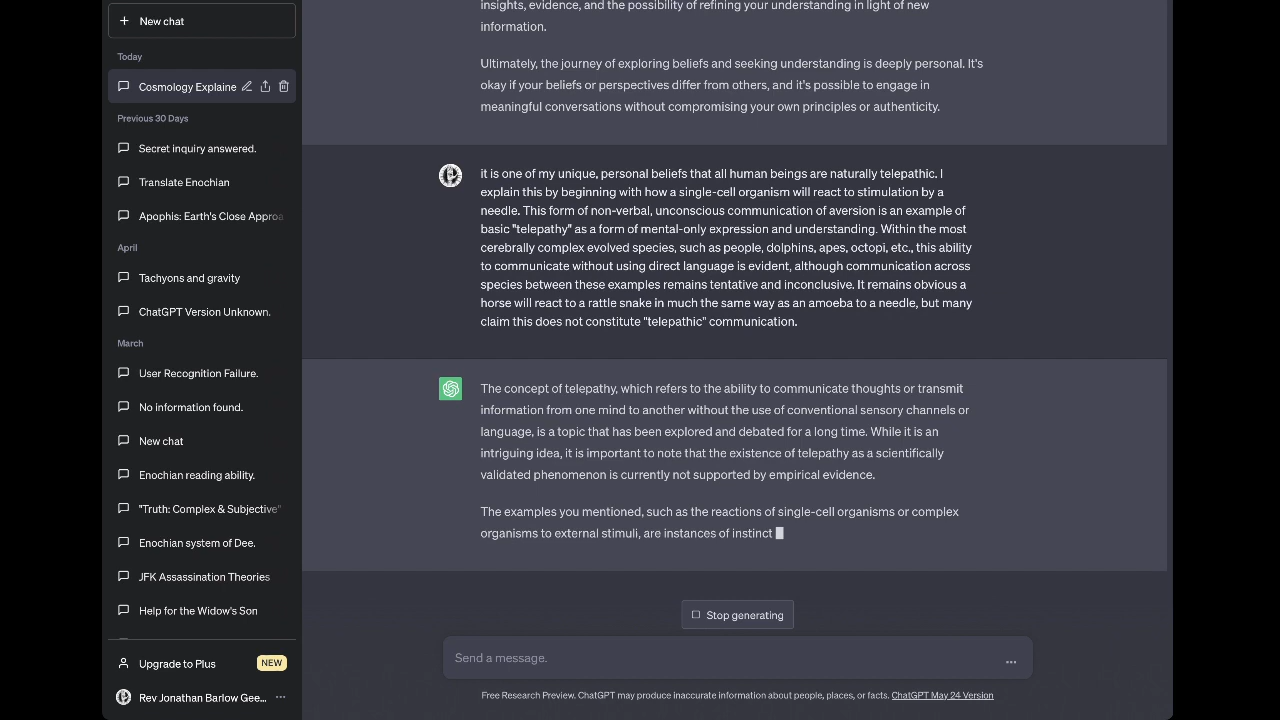 New chat
Today
Cosmology Explaine
Previous 30 Days
Secret inquiry answered.
Translate Enochian
Apophis: Earth's Close Approa
April
Tachyons and gravity
ChatGPT Version Unknown.
March
User Recognition Failure.
No information found.
New chat
Enochian reading ability.
"Truth: Complex & Subjective"
Enochian system of Dee.
JFK Assassination Theories
Help for the Widow's Son
Upgrade to Plus NEW
Rev Jonathan Barlow Gee...
insights, evidence, and the possibility of refining your understanding in light of new
information.
Ultimately, the journey of exploring beliefs and seeking understanding is deeply personal. It's
okay if your beliefs or perspectives differ from others, and it's possible to engage in
meaningful conversations without compromising your own principles or authenticity.
it is one of my unique, personal beliefs that all human beings are naturally telepathic. I
explain this by beginning with how a single-cell organism will react to stimulation by a
needle. This form of non-verbal, unconscious communication of aversion is an example of
basic "telepathy" as a form of mental-only expression and understanding. Within the most
cerebrally complex evolved species, such as people, dolphins, apes, octopi, etc., this ability
to communicate without using direct language is evident, although communication across
species between these examples remains tentative and inconclusive. It remains obvious a
horse will react to a rattle snake in much the same way as an amoeba to a needle, but many
claim this does not constitute "telepathic" communication.
The concept of telepathy, which refers to the ability to communicate thoughts or transmit
information from one mind to another without the use of conventional sensory channels or
language, is a topic that has been explored and debated for a long time. While it is an
intriguing idea, it is important to note that the existence of telepathy as a scientifically
validated phenomenon is currently not supported by empirical evidence.
The examples you mentioned, such as the reactions of single-cell organisms or complex
organisms to external stimuli, are instances of instinct
Stop generating
Send a message.
Free Research Preview. ChatGPT may produce inaccurate information about people, places, or facts. ChatGPT May 24 Version